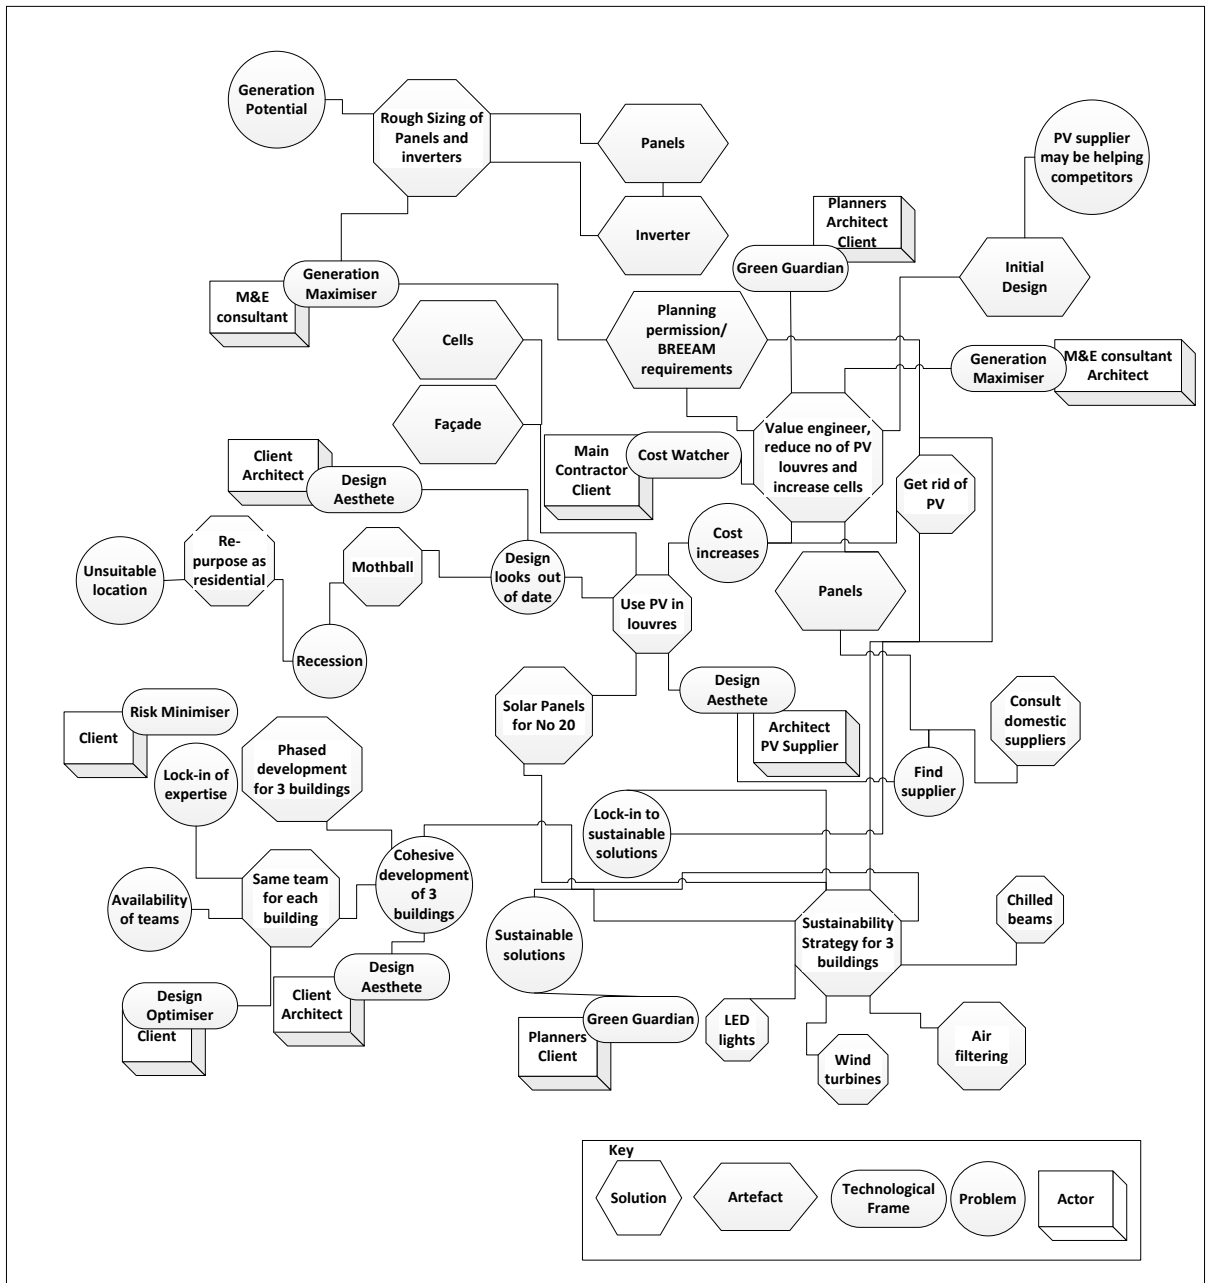 Generation
Potential
Rough Sizing of
Panels and
inverters
Panels
PV supplier
may be helping
competitors
Planners
Architect
Client
Inverter
Green Guardian
Initial
Design
Generation
Maximiser
M&E
consultant
Cells
Planning
permission/
BREEAM
requirements
Generation
Maximiser
M&E consultant
Architect
Façade
Value engineer,
reduce no of PV
louvres and
increase cells
Client
Architect
Design
Aesthete
Main
Contractor
Client
Cost Watcher
Get rid of
PV
Unsuitable
location
Re-
purpose as
residential
Mothball
Design
looks out
of date
Cost
increases
Use PV in
louvres
Panels
Recession
Solar Panels
for No 20
Design
Aesthete
Architect
PV Supplier
Consult
domestic
suppliers
Risk Minimiser
Client
Lock-in of
expertise
Phased
development
for 3 buildings
Find
supplier
Lock-in to
sustainable
solutions
Availability
of teams
Same team
for each
building
Cohesive
development
of 3
buildings
Sustainable
solutions
Sustainability
Strategy for 3
buildings
Chilled
beams
Design
Optimiser
Client
Client
Architect
Design
Aesthete
Green Guardian
Planners
Client
LED
lights
Wind
turbines
Air
filtering
Key
Solution
Artefact
Technological
Frame
Problem
Actor